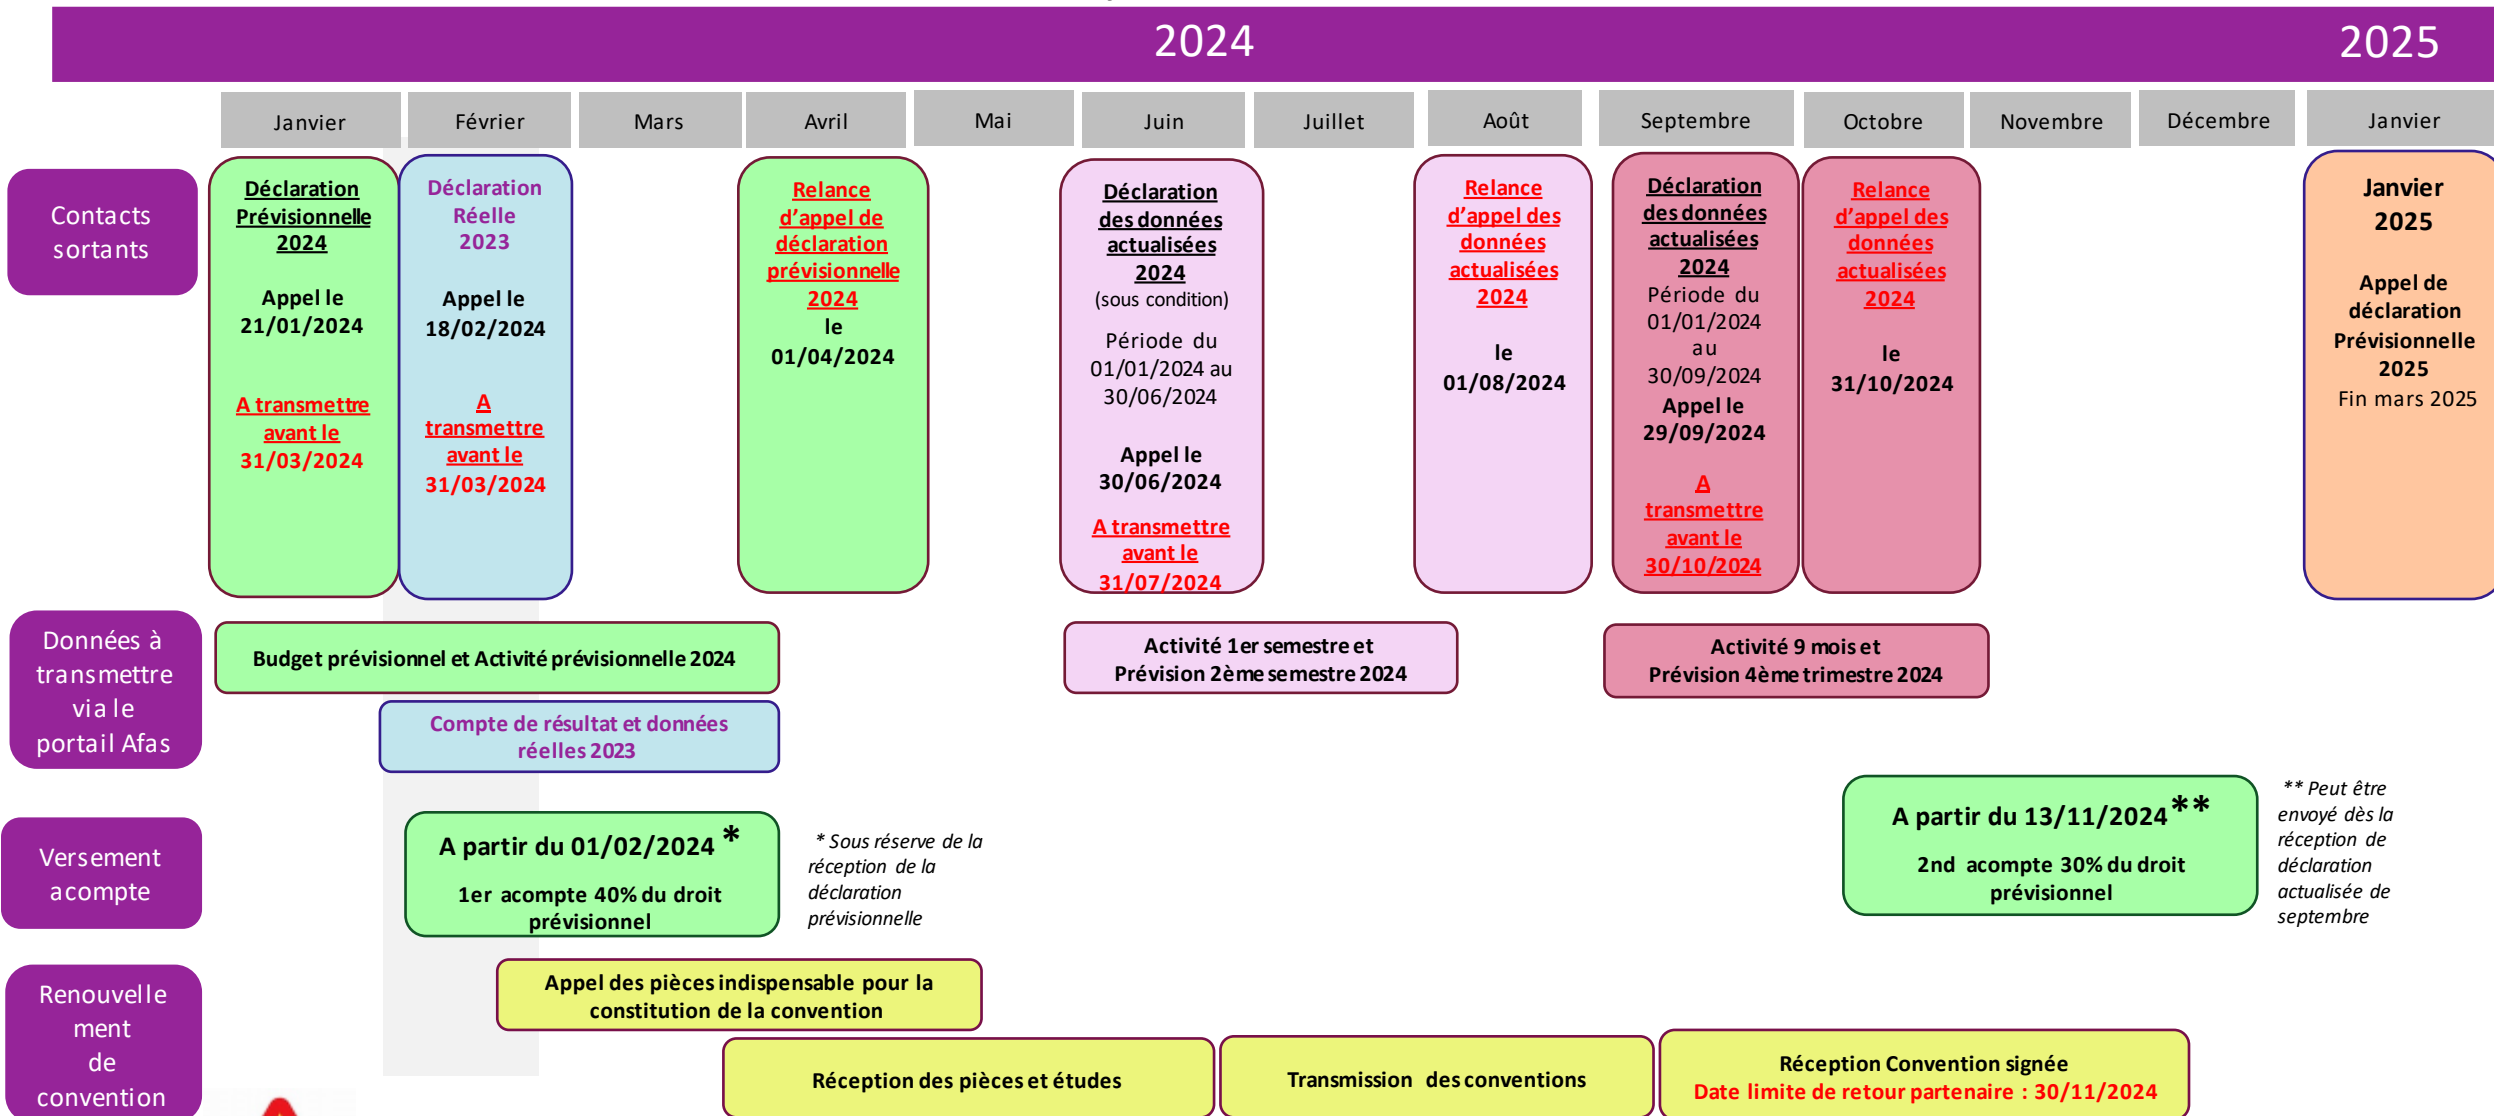 2024
2025
Janvier
Février
Mars
Avril
Mai
Juin
Juillet
Août
Septembre
Octobre
Novembre
Décembre
Janvier
Contacts
sortants
Déclaration
Prévisionnelle
2024
Appel le
21/01/2024
A transmettre
avant le
31/03/2024
Déclaration
Réelle
2023
Appel le
18/02/2024
A
transmettre
avant le
31/03/2024
Relance
d'appel de
déclaration
prévisionnelle
2024
le
01/04/2024
Déclaration
des données
actualisées
2024
(sous condition)
Période du
01/01/2024 au
30/06/2024
Appel le
30/06/2024
A transmettre
avant le
31/07/2024
Relance
d'appel des
données
actualisées
2024
le
01/08/2024
Déclaration
des données
actualisées
2024
Période du
01/01/2024
au
30/09/2024
Appel le
29/09/2024
A
transmettre
avant le
30/10/2024
Relance
d'appel des
données
actualisées
2024
le
31/10/2024
Janvier
2025
Appel de
déclaration
Prévisionnelle
2025
Fin mars 2025
Données à
transmettre
via le
portail Afas
Budget prévisionnel et Activité prévisionnelle 2024
Compte de résultat et données
réelles 2023
Activité 1er semestre et
Prévision 2ème semestre 2024
Activité 9 mois et
Prévision 4ème trimestre 2024
Versement
acompte
A partir du 01/02/2024 *
1er acompte 40% du droit
prévisionnel
* Sous réserve de la
réception de la
déclaration
prévisionnelle
A partir du 13/11/2024**
2nd acompte 30% du droit
prévisionnel
** Peut être
envoyé dès la
réception de
déclaration
actualisée de
septembre
Renouvelle
ment
de
convention
Appel des pièces indispensable pour la
constitution de la convention
Réception des pièces et études
Transmission des conventions
Réception Convention signée
Date limite de retour partenaire : 30/11/2024